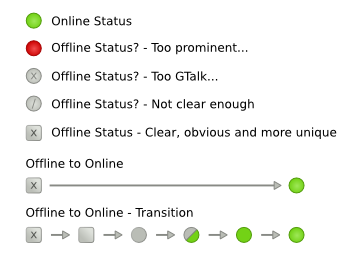 Online Status
Offline Status? - Too prominent...
x Offline Status? - Too GTalk...
/ Offline Status? - Not clear enough
x Offline Status - Clear, obvious and more unique
Offline to Online
x
Offline to Online - Transition
x